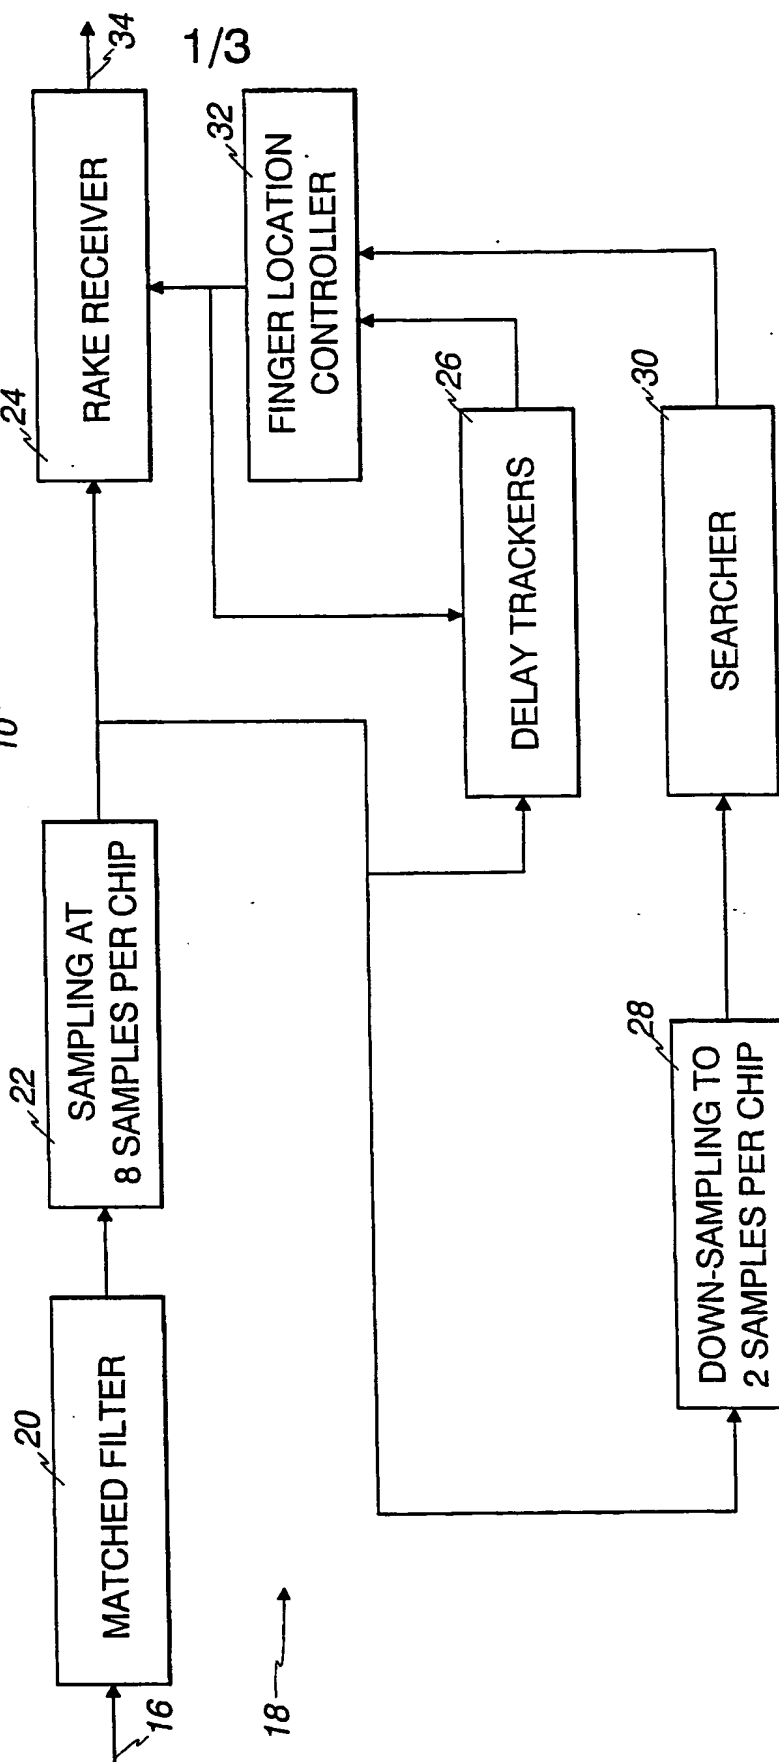 1/3
16
18
20
MATCHED FILTER
22
SAMPLING AT
8 SAMPLES PER CHIP
10
24
RAKE RECEIVER
34
32
FINGER LOCATION
CONTROLLER
26
DELAY TRACKERS
28
DOWN-SAMPLING TO
2 SAMPLES PER CHIP
30
SEARCHER